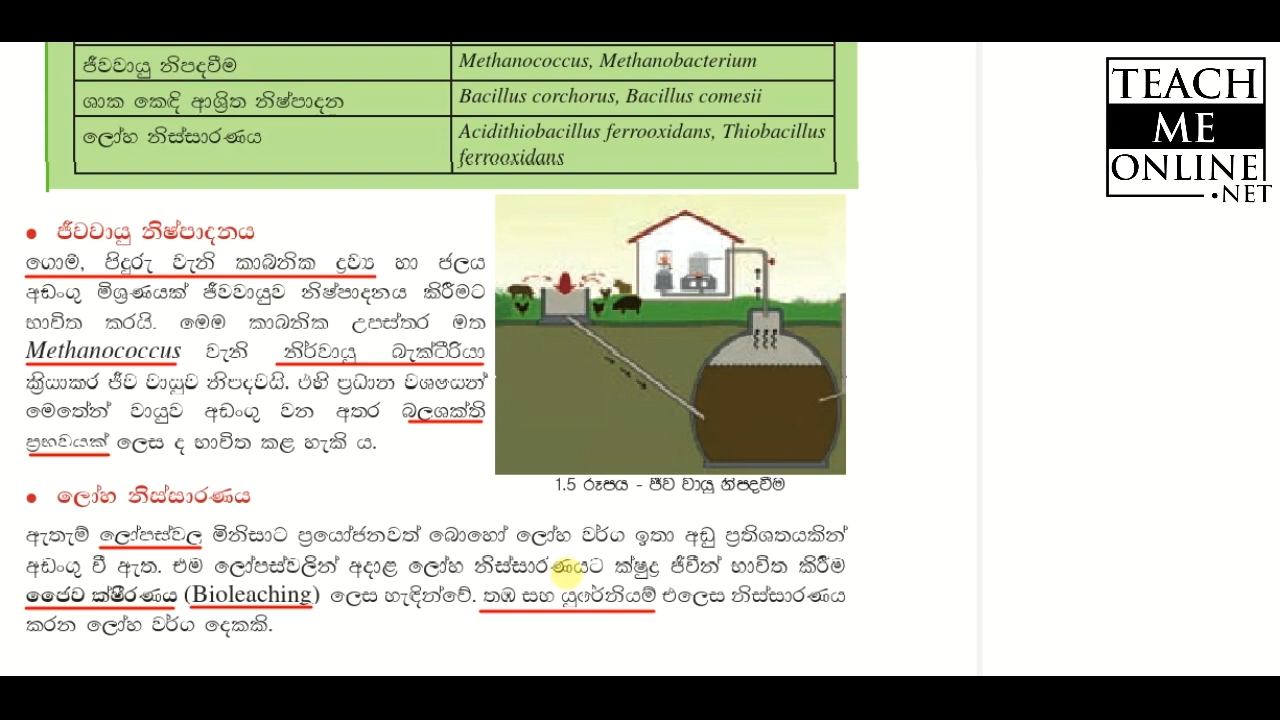 ජීවවායු නිපදවීම
Methanococcus, Methanobacterium
ශාක කෙඳි ආශ්‍රිත නිෂ්පාදන
Bacillus corchorus, Bacillus comesii
ලෝහ නිස්සාරණය
Acidithiobacillus ferrooxidans, Thiobacillus
ferrooxidans
• ජීවවායු නිෂ්පාදනය
ගොම, පිදුරු වැනි කාබනික ද්‍රව්‍ය හා ජලය
අඩංගු මිශ්‍රණයක් ජීවවායුව නිෂ්පාදනය කිරීමට
භාවිත කරයි. මෙම කාබනික උපස්තර මත
Methanococcus වැනි නිර්වායු බැක්ටීරියා
ක්‍රියාකර ජීව වායුව නිපදවයි. එහි ප්‍රධාන වශයෙන්
මෙතේන් වායුව අඩංගු වන අතර බලශක්ති
ප්‍රභවයක් ලෙස ද භාවිත කළ හැකි ය.
1.5 රූපය - ජීව වායු නිපදවීම
• ලෝහ නිස්සාරණය
ඇතැම් ලෝපස්වල මිනිසාට ප්‍රයෝජනවත් බොහෝ ලෝහ වර්ග ඉතා අඩු ප්‍රතිශතයකින්
අඩංගු වී ඇත. එම ලෝපස්වලින් අදාළ ලෝහ නිස්සාරණයට ක්ෂුද්‍ර ජීවීන් භාවිත කිරීම
ජෛව ක්ෂීරණය (Bioleaching) ලෙස හැඳින්වේ. තඹ සහ යුරේනියම් එලෙස නිස්සාරණය
කරන ලෝහ වර්ග දෙකකි.
TEACH
ME
ONLINE
.NET